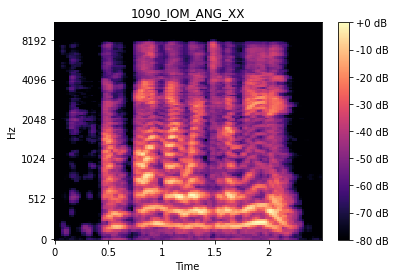 1090_IOM_ANG_XX
+0 dB
8192
-10 dB
4096
-20 dB
-30 dB
2048
Hz
-40 dB
1024
-50 dB
-60 dB
512
-70 dB
0
-80 dB
0 0.5 1 1.5 2
Time